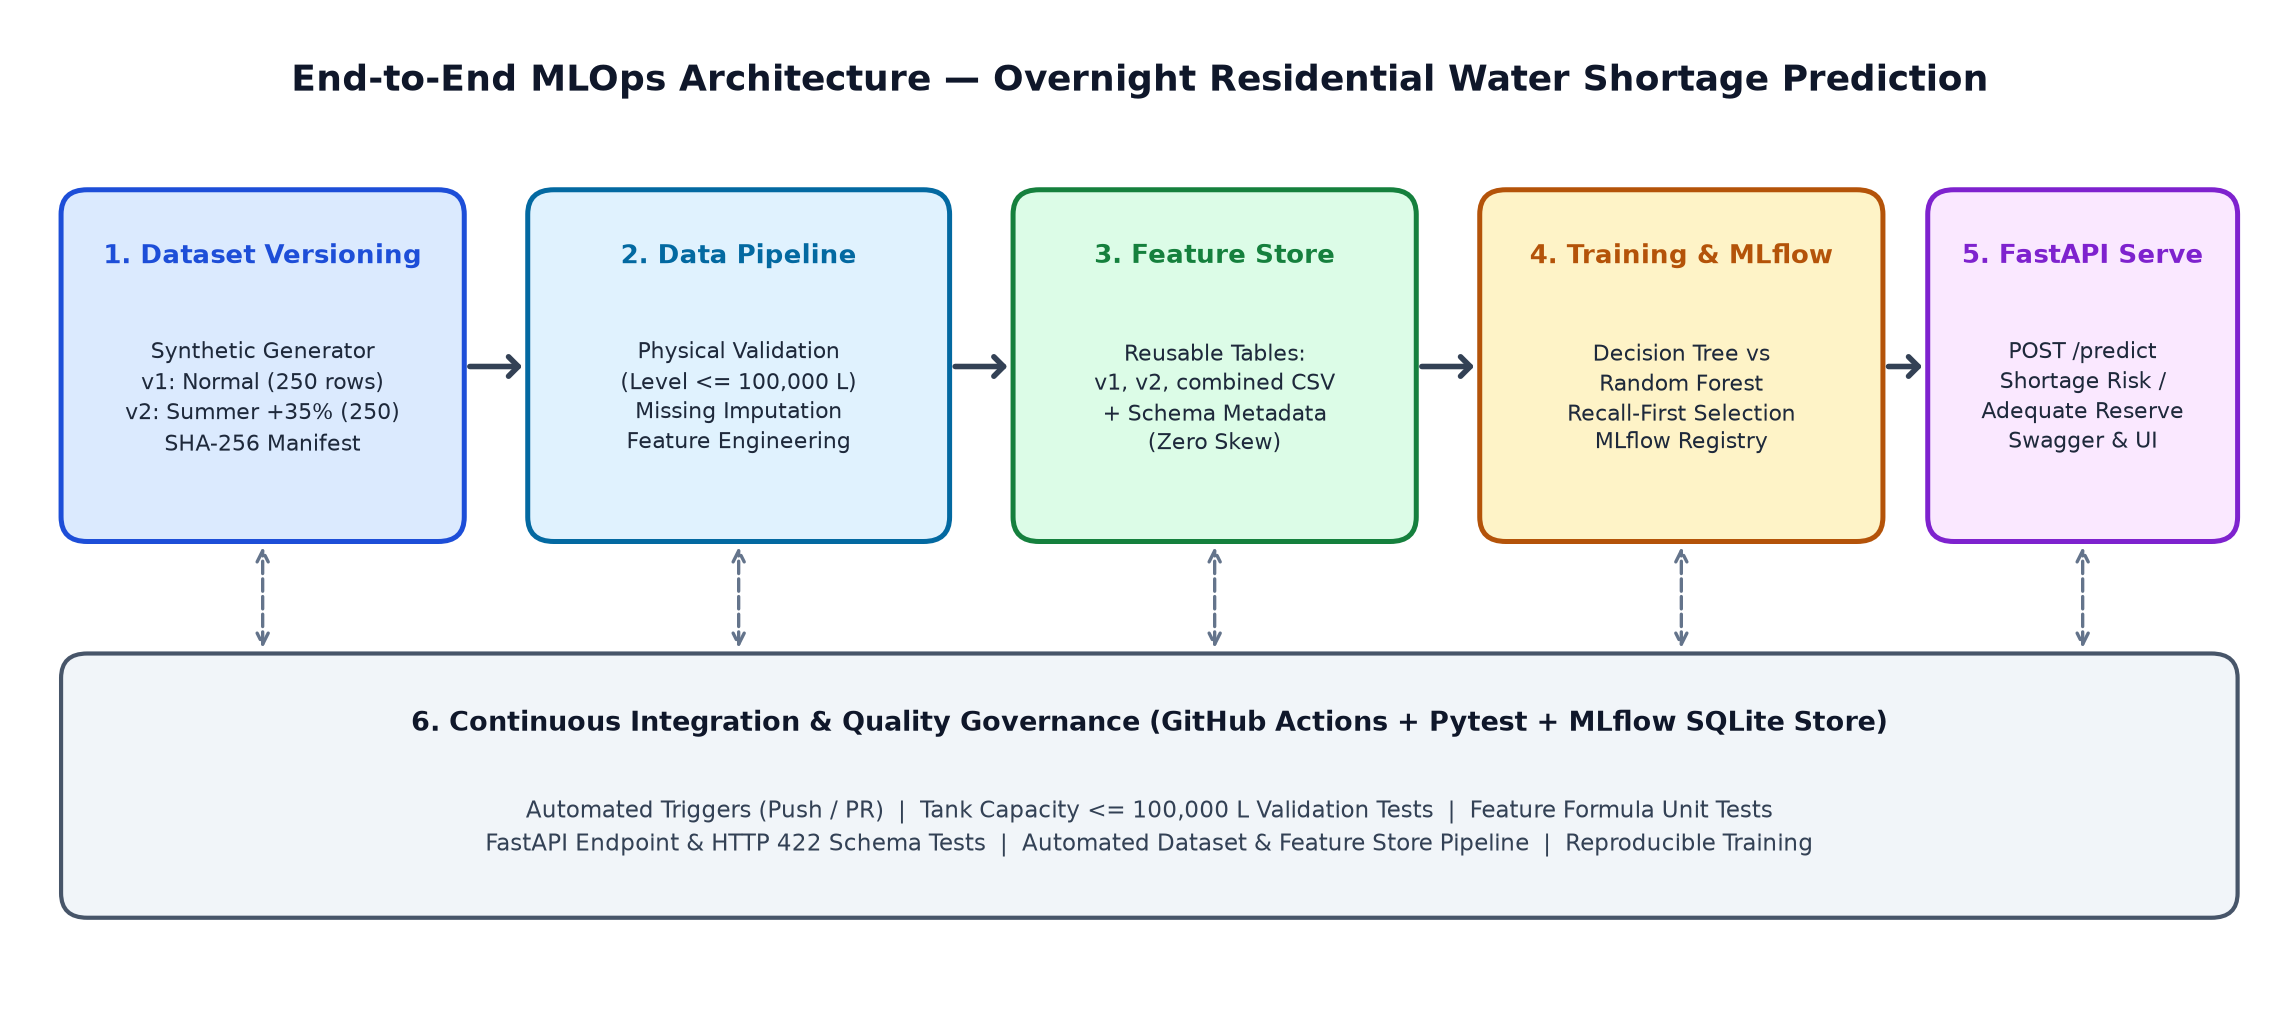 End-to-End MLOps Architecture — Overnight Residential Water Shortage Prediction
1. Dataset Versioning
Synthetic Generator
v1: Normal (250 rows)
v2: Summer +35% (250)
SHA-256 Manifest
2. Data Pipeline
Physical Validation
(Level <= 100,000 L)
Missing Imputation
Feature Engineering
3. Feature Store
Reusable Tables:
v1, v2, combined CSV
+ Schema Metadata
(Zero Skew)
4. Training & MLflow
Decision Tree vs
Random Forest
Recall-First Selection
MLflow Registry
5. FastAPI Serve
POST /predict
Shortage Risk /
Adequate Reserve
Swagger & UI
6. Continuous Integration & Quality Governance (GitHub Actions + Pytest + MLflow SQLite Store)
Automated Triggers (Push / PR) | Tank Capacity <= 100,000 L Validation Tests | Feature Formula Unit Tests
FastAPI Endpoint & HTTP 422 Schema Tests | Automated Dataset & Feature Store Pipeline | Reproducible Training